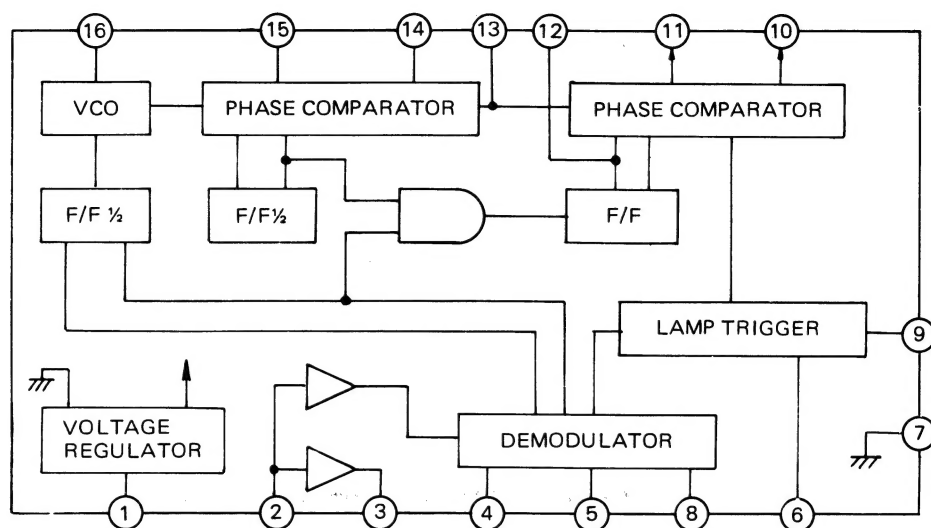 16 15 14 13 12 11 10
VCO PHASE COMPARATOR PHASE COMPARATOR
F/F ½ F/F½ F/F
LAMP TRIGGER 9
VOLTAGE
REGULATOR
DEMODULATOR 7
1 2 3 4 5 8 6